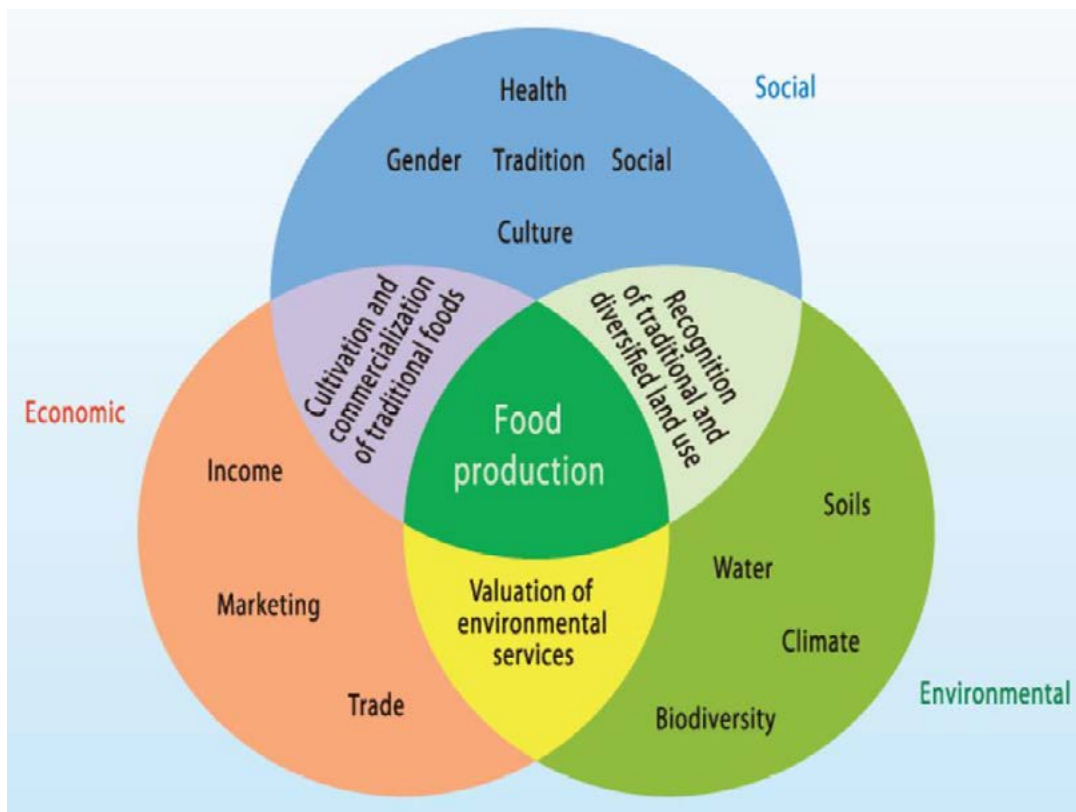 Social
Health
Gender Tradition Social
Culture
Cultivation and
commercialization
of traditional foods
Recognition
of traditional and
diversified land use
Economic
Food
production
Income
Marketing
Trade
Valuation of
environmental
services
Soils
Water
Climate
Biodiversity
Environmental